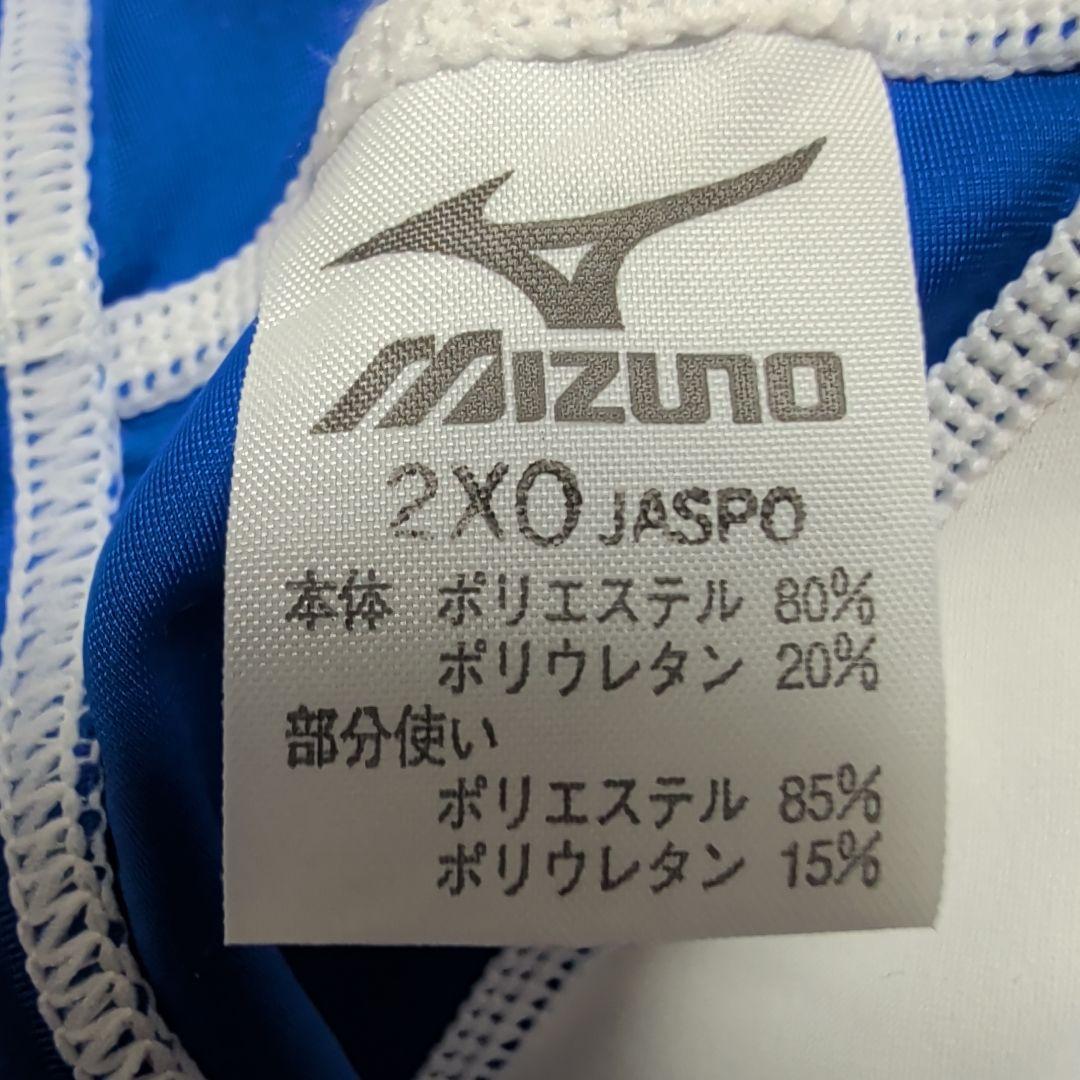 MIZUNO
2XO JASPO
本体 ポリエステル 80%
ポリウレタン 20%
部分使い
ポリエステル 85%
ポリウレタン 15%